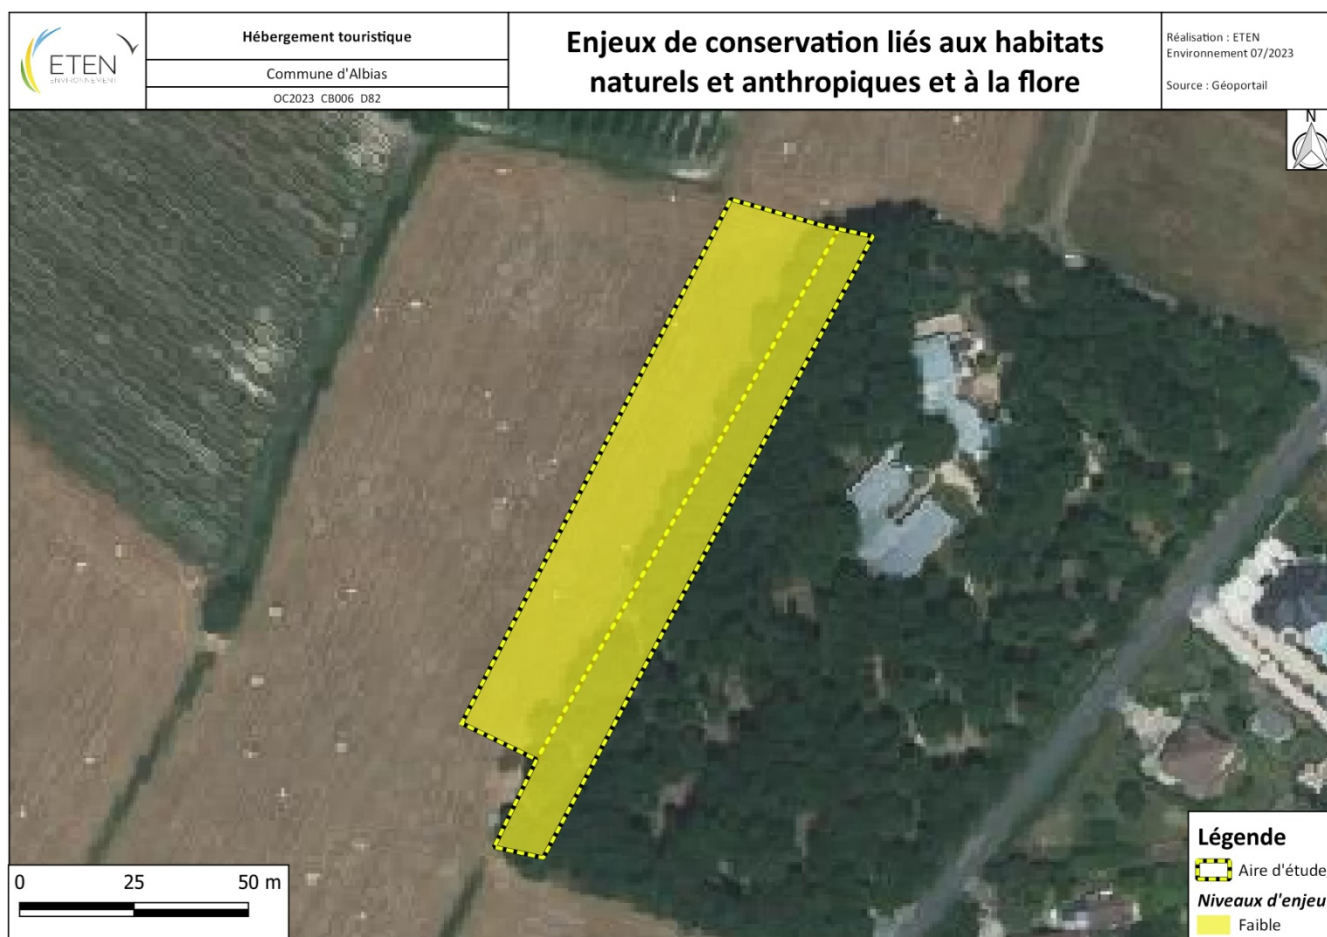 ETEN
ENVIRONNEMENT
Hébergement touristique
Commune d'Albias
OC2023 CB006 D82
Enjeux de conservation liés aux habitats
naturels et anthropiques et à la flore
Réalisation : ETEN
Environnement 07/2023
Source : Géoportail
N
0 25 50 m
Légende
Aire d'étude
Niveaux d'enjeu
Faible